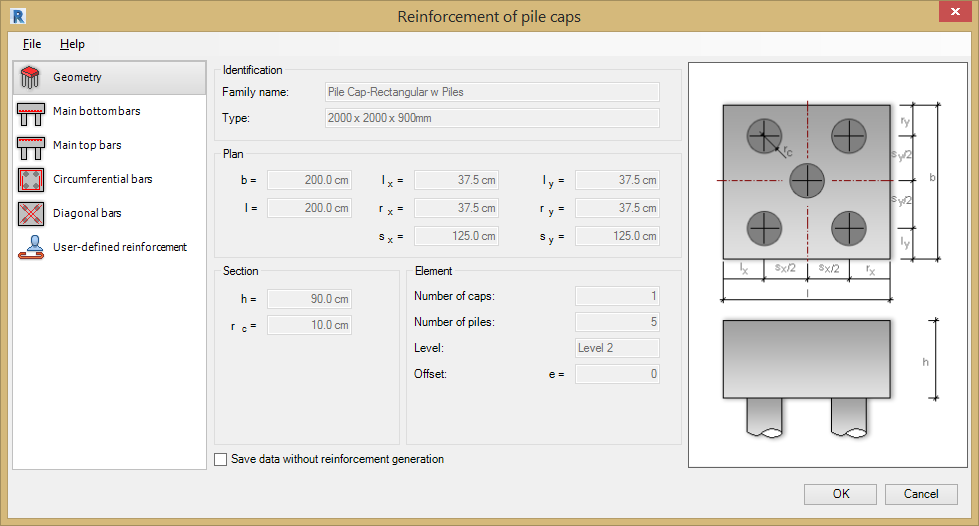 R
Reinforcement of pile caps
File Help
Geometry
Main bottom bars
Main top bars
Circumferential bars
Diagonal bars
User-defined reinforcement
Identification
Family name: Pile Cap-Rectangular w Piles
Type: 2000 x 2000 x 900mm
Plan
b = 200.0 cm l x = 37.5 cm l y = 37.5 cm
l = 200.0 cm r x = 37.5 cm r y = 37.5 cm
s x = 125.0 cm s y = 125.0 cm
Section
h = 90.0 cm
r c = 10.0 cm
Element
Number of caps: 1
Number of piles: 5
Level: Level 2
Offset: e = 0
Save data without reinforcement generation
rc
ry
sy/2
b
sy/2
ly
lx sx/2 sx/2 rx
l
h
OK Cancel